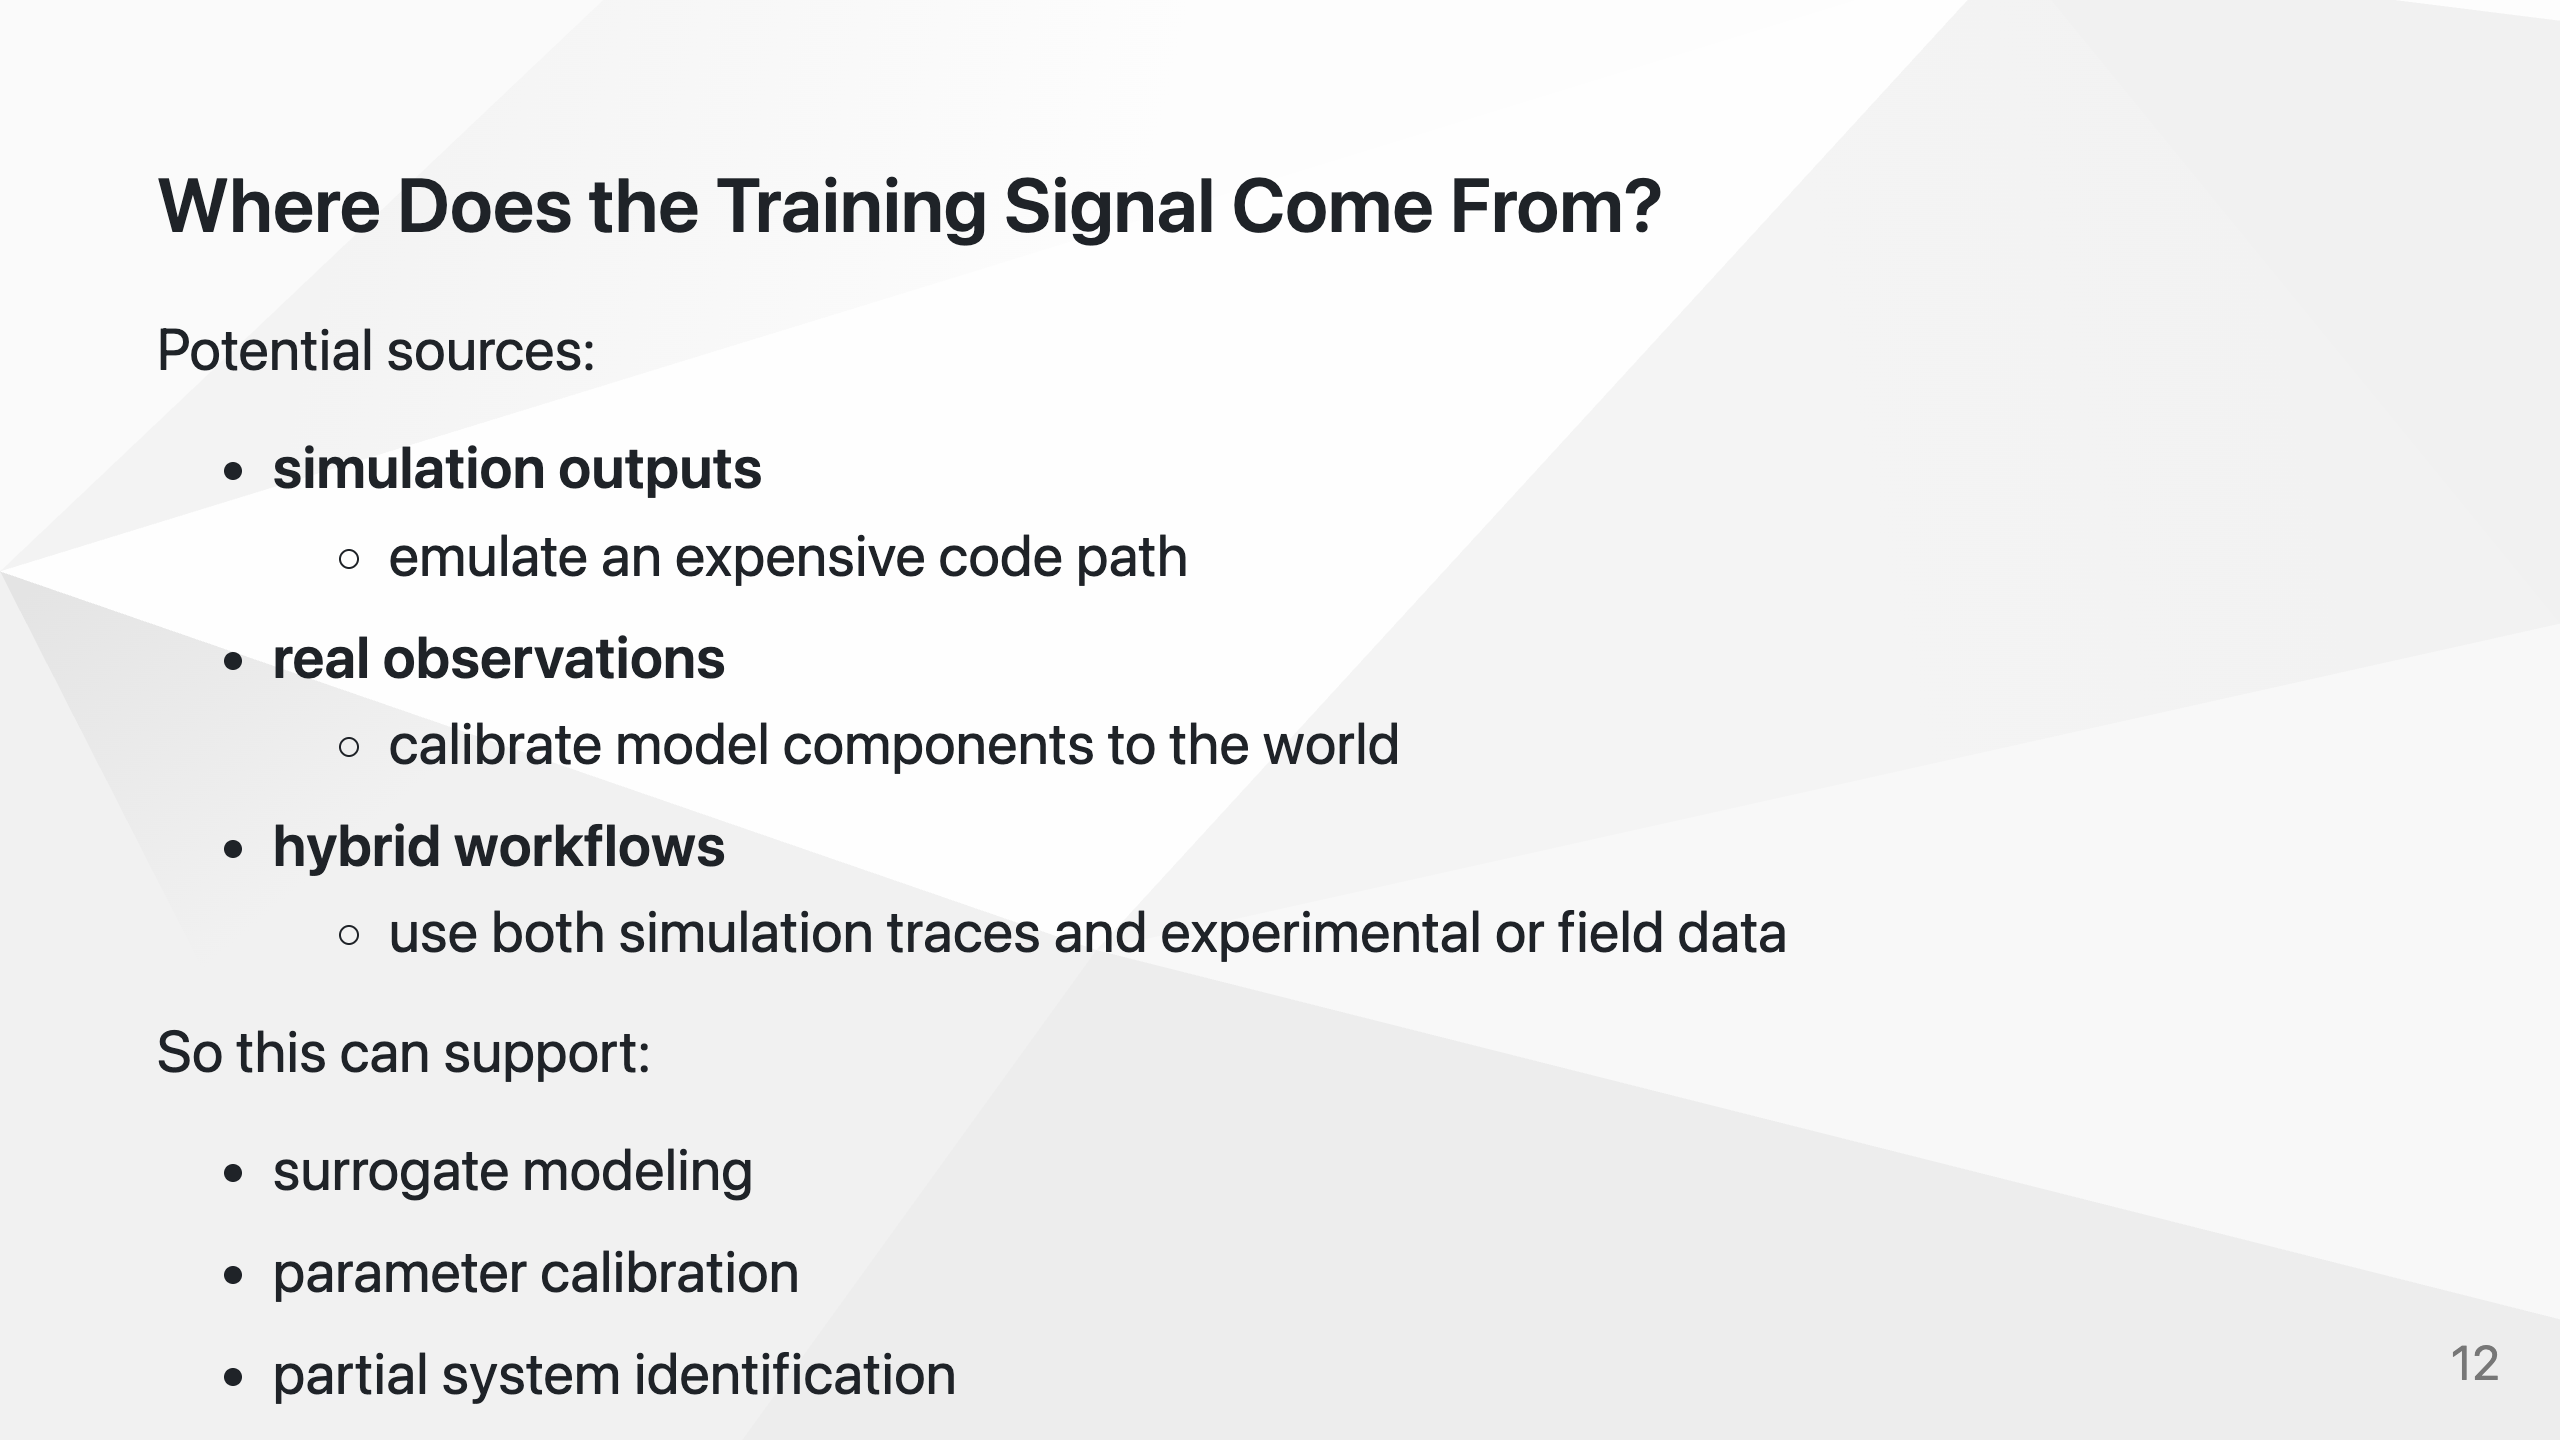 Where Does the Training Signal Come From?
Potential sources:
• simulation outputs
◦ emulate an expensive code path
• real observations
◦ calibrate model components to the world
• hybrid workflows
◦ use both simulation traces and experimental or field data
So this can support:
• surrogate modeling
• parameter calibration
• partial system identification
12